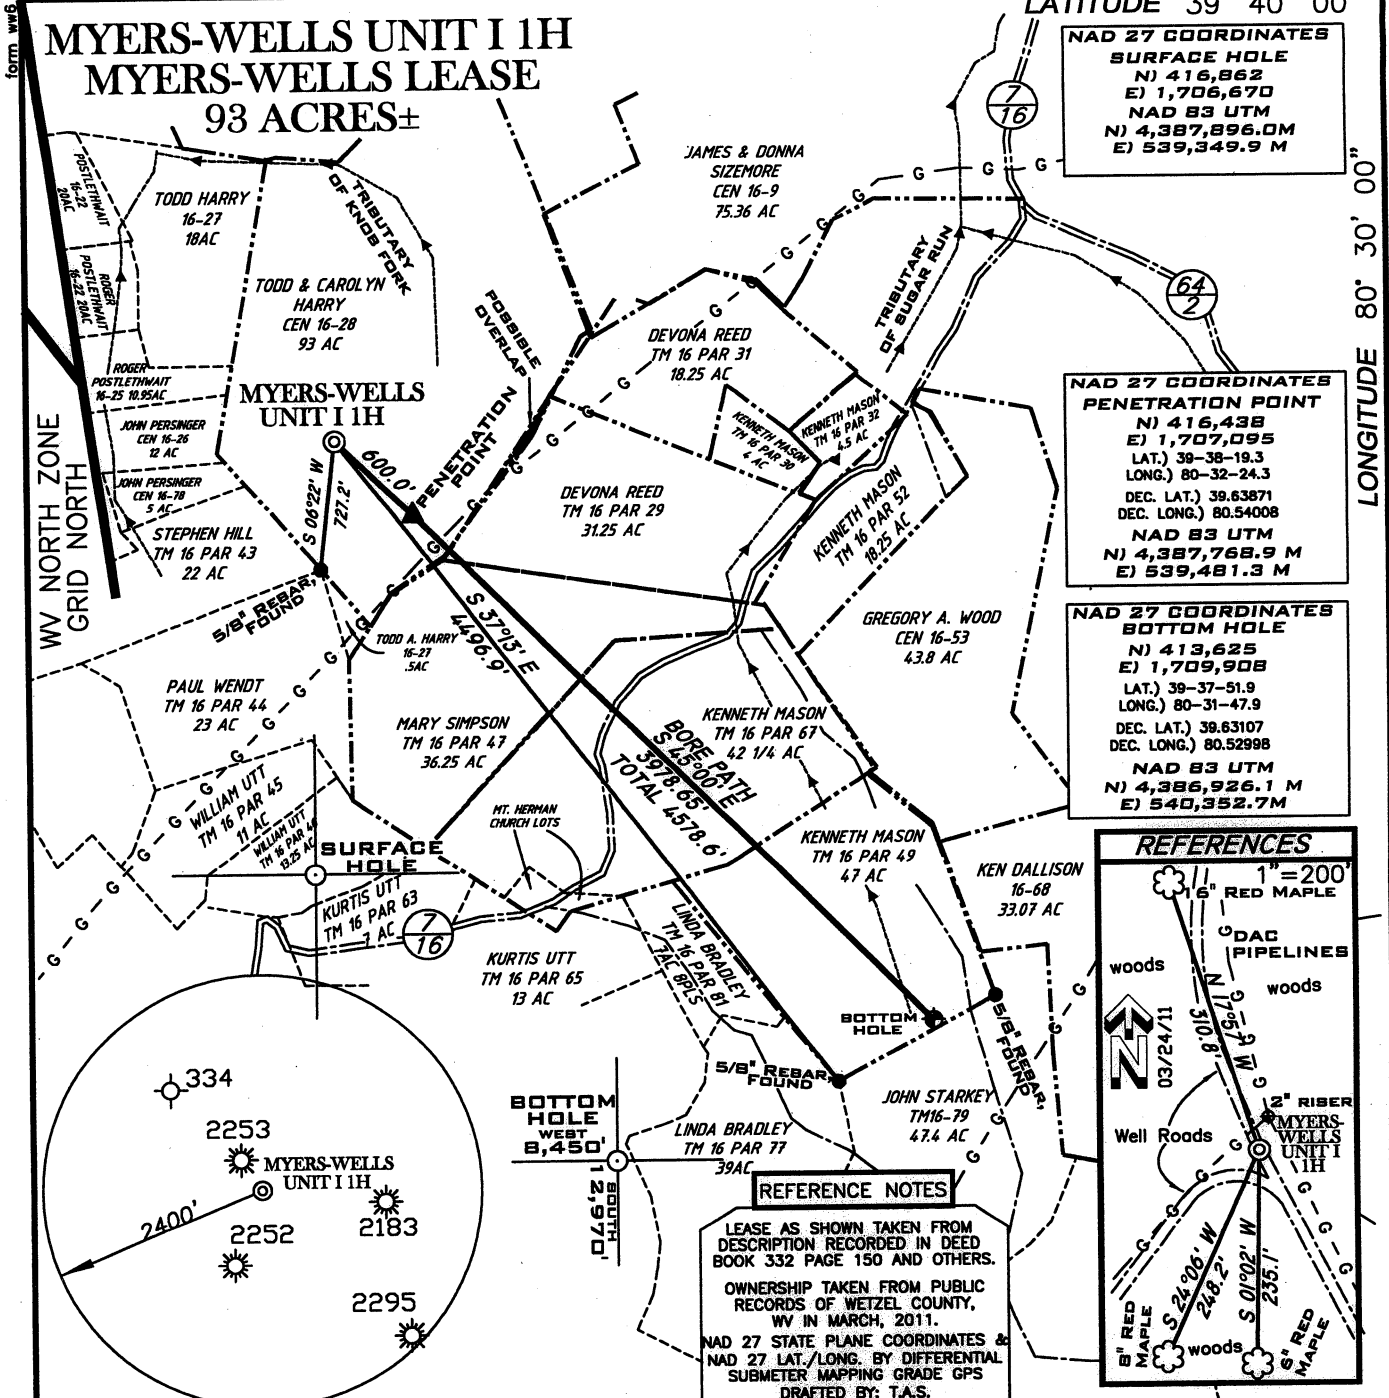 form ww6
LATITUDE 39° 40' 00"
MYERS-WELLS UNIT I 1H
MYERS-WELLS LEASE
93 ACRES±
NAD 27 COORDINATES
SURFACE HOLE
N) 416,862
E) 1,706,670
NAD 83 UTM
N) 4,387,896.0M
E) 539,349.9 M
LONGITUDE 80° 30' 00"
NAD 27 COORDINATES
PENETRATION POINT
N) 416,438
E) 1,707,095
LAT.) 39-38-19.3
LONG.) 80-32-24.3
DEC. LAT.) 39.63871
DEC. LONG.) 80.54008
NAD 83 UTM
N) 4,387,768.9 M
E) 539,481.3 M
NAD 27 COORDINATES
BOTTOM HOLE
N) 413,625
E) 1,709,908
LAT.) 39-37-51.9
LONG.) 80-31-47.9
DEC. LAT.) 39.63107
DEC. LONG.) 80.52998
NAD 83 UTM
N) 4,386,926.1 M
E) 540,352.7M
WV NORTH ZONE
GRID NORTH
POSTLETHWAIT
16-22
20AC
ROGER
POSTLETHWAIT
16-22 20AC
TODD HARRY
16-27
18AC
TRIBUTARY
OF KNOB FORK
TODD & CAROLYN
HARRY
CEN 16-28
93 AC
JAMES & DONNA
SIZEMORE
CEN 16-9
75.36 AC
7
16
64
2
TRIBUTARY
OF SUGAR RUN
POSSIBLE
OVERLAP
DEVONA REED
TM 16 PAR 31
18.25 AC
ROGER
POSTLETHWAIT
16-25 10.95AC
JOHN PERSINGER
CEN 16-26
12 AC
JOHN PERSINGER
CEN 16-78
5 AC
STEPHEN HILL
TM 16 PAR 43
22 AC
MYERS-WELLS
UNIT I 1H
600.0'
PENETRATION
POINT
S 06°22' W
727.2'
KENNETH MASON
TM 16 PAR 30
4 AC
KENNETH MASON
TM 16 PAR 32
4.5 AC
DEVONA REED
TM 16 PAR 29
31.25 AC
KENNETH MASON
TM 16 PAR 52
18.25 AC
GREGORY A. WOOD
CEN 16-53
43.8 AC
5/8" REBAR,
FOUND
TODD A. HARRY
16-27
.5AC
S 37°13' E
4496.9'
PAUL WENDT
TM 16 PAR 44
23 AC
MARY SIMPSON
TM 16 PAR 47
36.25 AC
KENNETH MASON
TM 16 PAR 67
42 1/4 AC
BORE PATH
S 45°00' E
3978.65'
TOTAL 4578.6'
WILLIAM UTT
TM 16 PAR 45
11 AC
WILLIAM UTT
13.25 AC
MT. HERMAN
CHURCH LOTS
SURFACE
HOLE
KENNETH MASON
TM 16 PAR 49
47 AC
KEN DALLISON
16-68
33.07 AC
KURTIS UTT
TM 16 PAR 63
7 AC
7
16
KURTIS UTT
TM 16 PAR 65
13 AC
LINDA BRADLEY
TM 16 PAR 81
7AC 8PLS
BOTTOM
HOLE
5/8" REBAR,
FOUND
5/8" REBAR,
FOUND
JOHN STARKEY
TM16-79
47.4 AC
LINDA BRADLEY
TM 16 PAR 77
39AC
BOTTOM
HOLE
WEST
8,450'
SOUTH
12,970'
334
2253
MYERS-WELLS
UNIT I 1H
2400'
2252
2183
2295
REFERENCES
1"=200'
16" RED MAPLE
DAC
PIPELINES
woods
woods
N 17°57' W
310.8'
N
03/24/11
2" RISER
MYERS-
WELLS
UNIT I
1H
Well Roads
S 24°06' W
248.2'
S 01°02' W
235.1'
8" RED
MAPLE
woods
6" RED
MAPLE
REFERENCE NOTES
LEASE AS SHOWN TAKEN FROM
DESCRIPTION RECORDED IN DEED
BOOK 332 PAGE 150 AND OTHERS.
OWNERSHIP TAKEN FROM PUBLIC
RECORDS OF WETZEL COUNTY,
WV IN MARCH, 2011.
NAD 27 STATE PLANE COORDINATES &
NAD 27 LAT./LONG. BY DIFFERENTIAL
SUBMETER MAPPING GRADE GPS
DRAFTED BY: T.A.S.